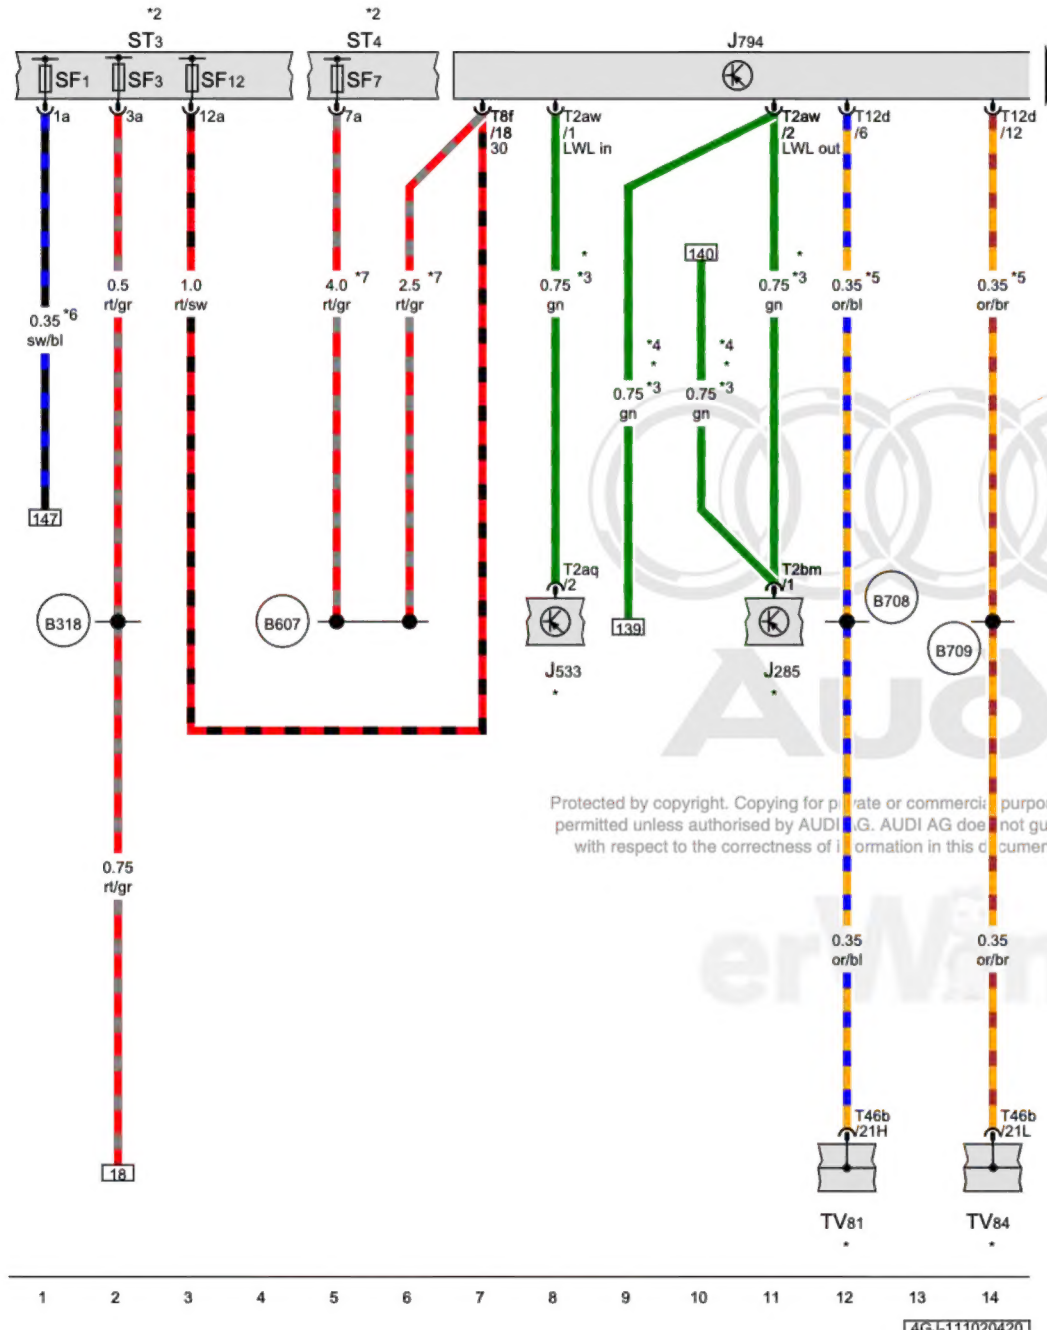 *2
*2
ST3
ST4
J794
SF1
SF3
SF12
SF7
1a
3a
12a
7a
T8f
/18
30
T2aw
/1
LWL in
T2aw
/2
LWL out
T12d
/6
T12d
/12
140
*
*
0.5
rt/gr
1.0
rt/sw
4.0 *7
rt/gr
2.5 *7
rt/gr
0.75 *3
gn
0.75 *3
gn
0.35 *5
or/bl
0.35 *5
or/br
0.35 *6
sw/bl
*4
*
0.75 *3
gn
*4
*
0.75 *3
gn
147
T2aq
/2
T2bm
/1
B318
B607
139
B708
B709
J533
*
J285
*
Audi
Protected by copyright. Copying for private or commercial purpo
permitted unless authorised by AUDI AG. AUDI AG does not gu
with respect to the correctness of information in this documen
0.75
rt/gr
erWin
0.35
or/bl
0.35
or/br
T46b
/21H
T46b
/21L
18
TV81
*
TV84
*
1 2 3 4 5 6 7 8 9 10 11 12 13 14
4G-111020420